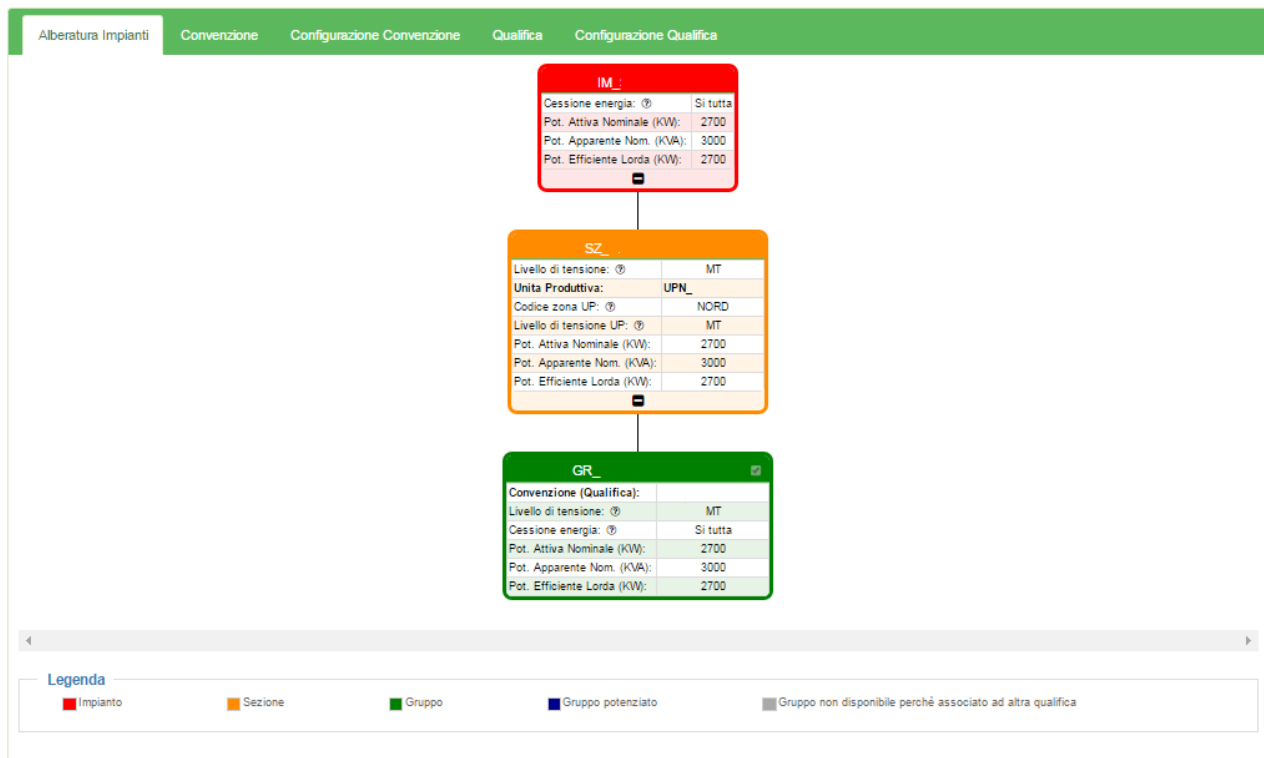 Alberatura Impianti Convenzione Configurazione Convenzione Qualifica Configurazione Qualifica
IM_:
Cessione energia: Si tutta
Pot. Attiva Nominale (KW): 2700
Pot. Apparente Nom. (KVA): 3000
Pot. Efficiente Lorda (KW): 2700
SZ_ .
Livello di tensione: MT
Unita Produttiva: UPN_
Codice zona UP: NORD
Livello di tensione UP: MT
Pot. Attiva Nominale (KW): 2700
Pot. Apparente Nom. (KVA): 3000
Pot. Efficiente Lorda (KW): 2700
GR_
Convenzione (Qualifica):
Livello di tensione: MT
Cessione energia: Si tutta
Pot. Attiva Nominale (KW): 2700
Pot. Apparente Nom. (KVA): 3000
Pot. Efficiente Lorda (KW): 2700
Legenda
Impianto Sezione Gruppo Gruppo potenziato Gruppo non disponibile perchè associato ad altra qualifica